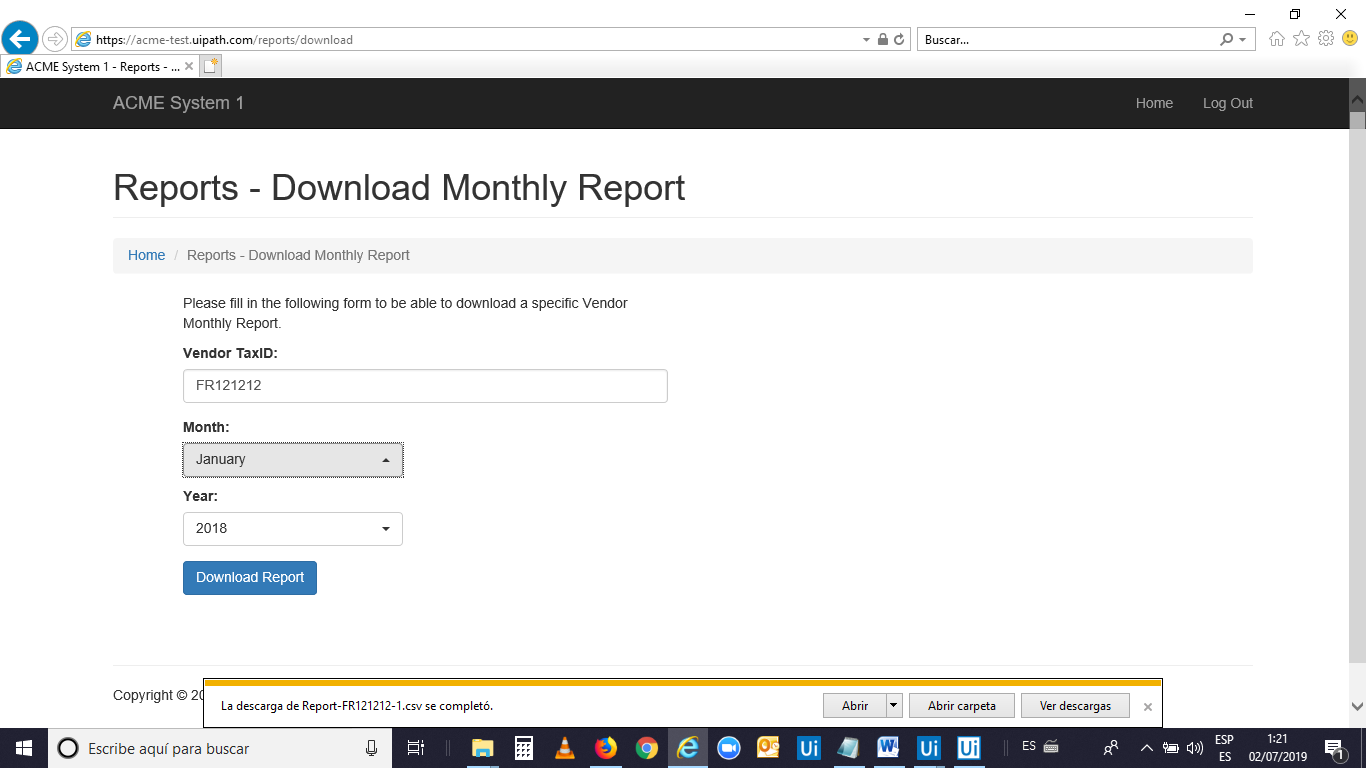 https://acme-test.uipath.com/reports/download
Buscar...
ACME System 1 - Reports - ...
ACME System 1
Home
Log Out
Reports - Download Monthly Report
Home / Reports - Download Monthly Report
Please fill in the following form to be able to download a specific Vendor
Monthly Report.
Vendor TaxID:
FR121212
Month:
January
Year:
2018
Download Report
Copyright © 20
La descarga de Report-FR121212-1.csv se completó.
Abrir
Abrir carpeta
Ver descargas
Escribe aquí para buscar
Ui
Ui
Ui
ES
ESP
ES
1:21
02/07/2019
1